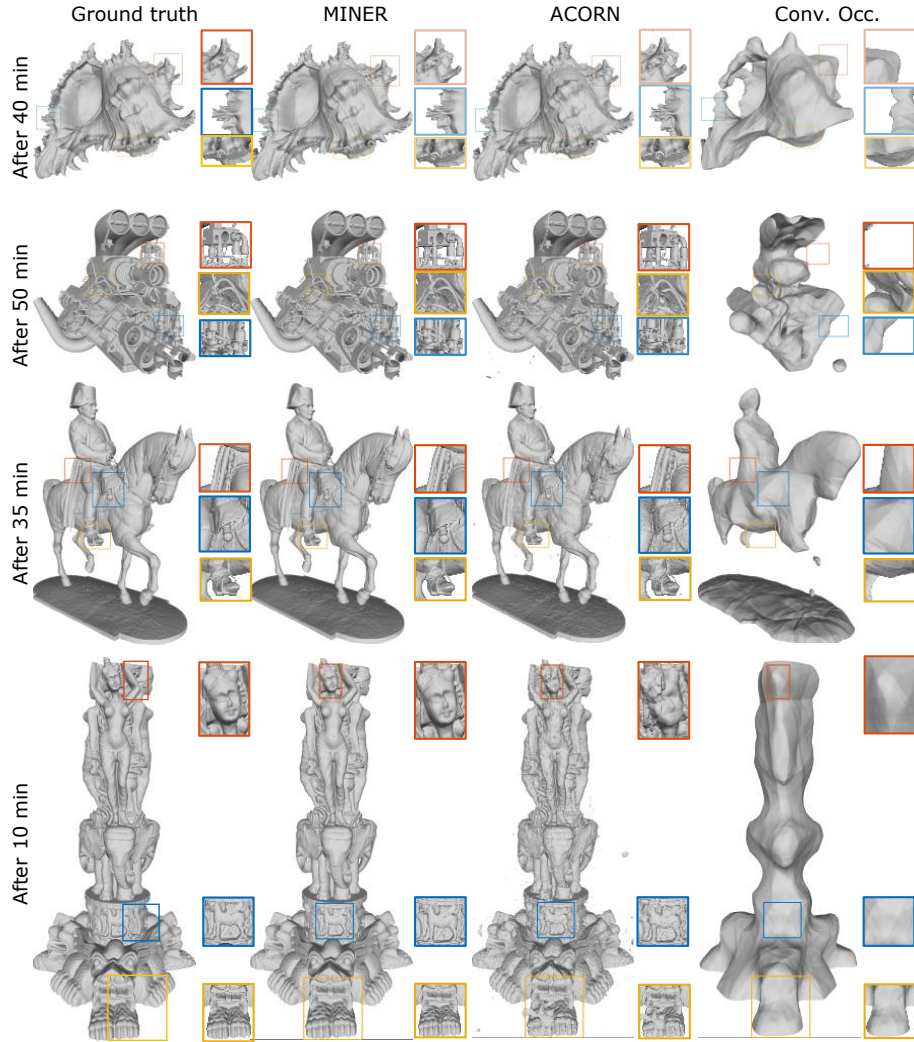 Ground truth MINER ACORN Conv. Occ.
After 40 min
After 50 min
After 35 min
After 10 min